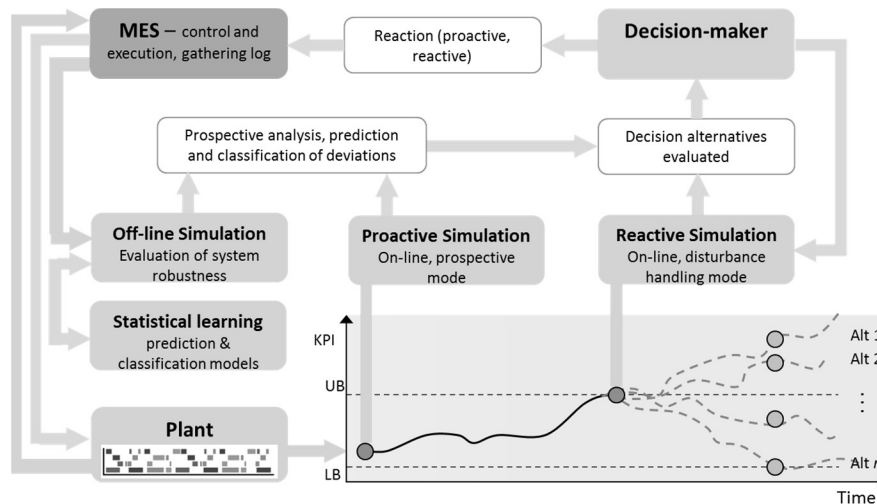 MES – control and
execution, gathering log
Reaction (proactive,
reactive)
Decision-maker
Prospective analysis, prediction
and classification of deviations
Decision alternatives
evaluated
Off-line Simulation
Evaluation of system
robustness
Proactive Simulation
On-line, prospective
mode
Reactive Simulation
On-line, disturbance
handling mode
Statistical learning
prediction &
classification models
Plant
KPI
UB
LB
Alt 1
Alt 2
⋮
Alt n
Time